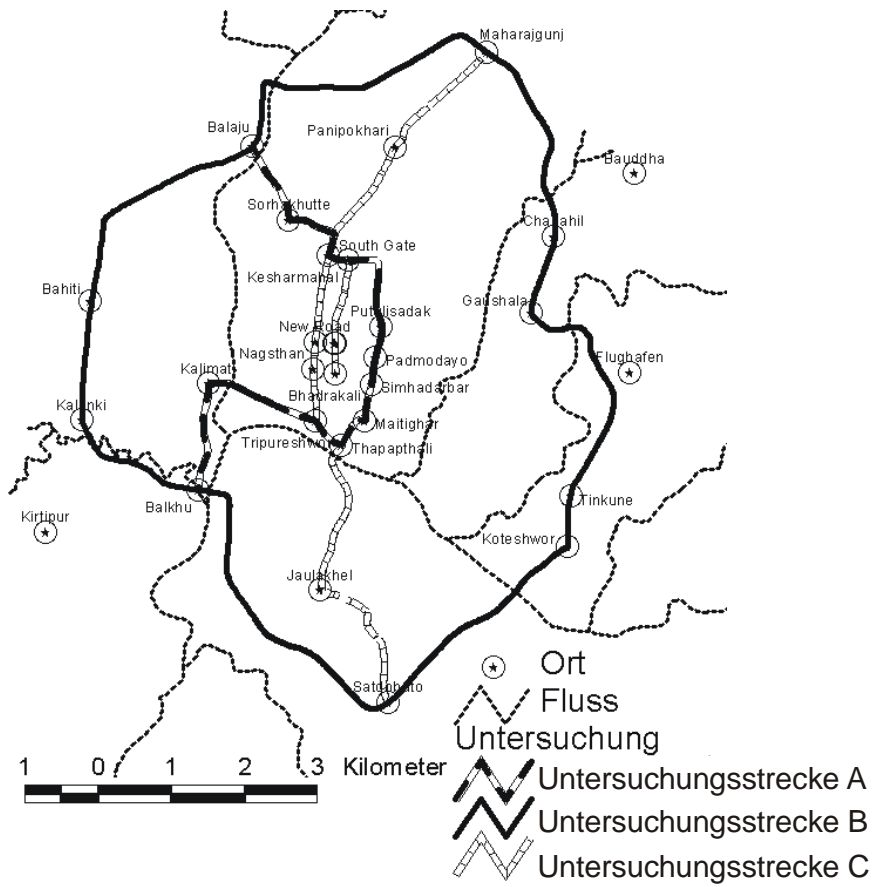 Maharajgunj
Balaju
Panipokhari
Bauddha
Sorhakhutte
Chabahil
South Gate
Kesharmahal
Bahiti
Gaushala
Putalisadak
New Road
Nagsthan
Padmodayo
Flughafen
Kalimati
Simhadarbar
Bhadrakali
Kalanki
Maitighar
Tripureshwor
Thapapthali
Balkhu
Tinkune
Kirtipur
Koteshwor
Jaulakhel
Satdobato
Ort
Fluss
Untersuchung
1 0 1 2 3 Kilometer
Untersuchungsstrecke A
Untersuchungsstrecke B
Untersuchungsstrecke C